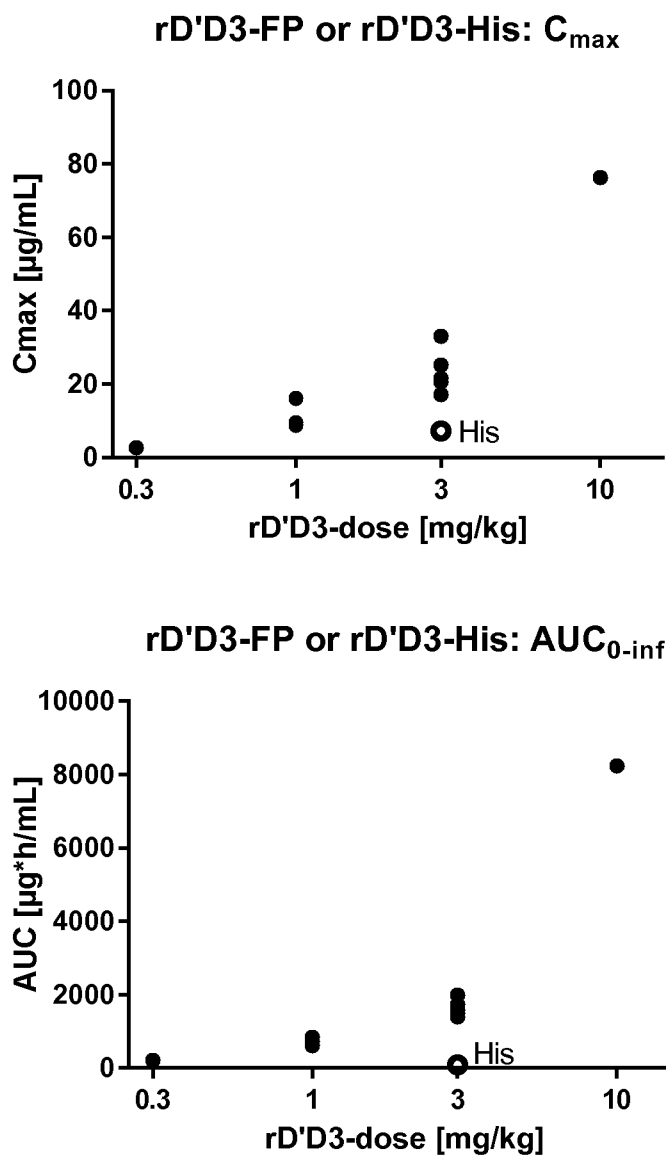 rD'D3-FP or rD'D3-His: Cmax
100
80
60
40
20
0
Cmax [µg/mL]
His
0.3 1 3 10
rD'D3-dose [mg/kg]
rD'D3-FP or rD'D3-His: AUC0-inf
10000
8000
6000
4000
2000
0
AUC [µg*h/mL]
His
0.3 1 3 10
rD'D3-dose [mg/kg]